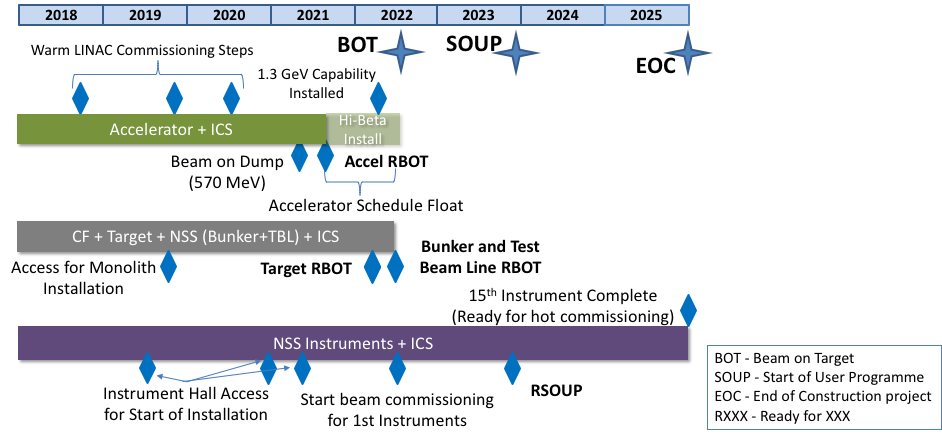 2018 2019 2020 2021 2022 2023 2024 2025
Warm LINAC Commissioning Steps
BOT
SOUP
EOC
1.3 GeV Capability
Installed
Accelerator + ICS
Hi-Beta
Install
Beam on Dump
(570 MeV)
Accel RBOT
Accelerator Schedule Float
CF + Target + NSS (Bunker+TBL) + ICS
Access for Monolith
Installation
Target RBOT
Bunker and Test
Beam Line RBOT
15th Instrument Complete
(Ready for hot commissioning)
NSS Instruments + ICS
Instrument Hall Access
for Start of Installation
Start beam commissioning
for 1st Instruments
RSOUP
BOT - Beam on Target
SOUP - Start of User Programme
EOC - End of Construction project
RXXX - Ready for XXX